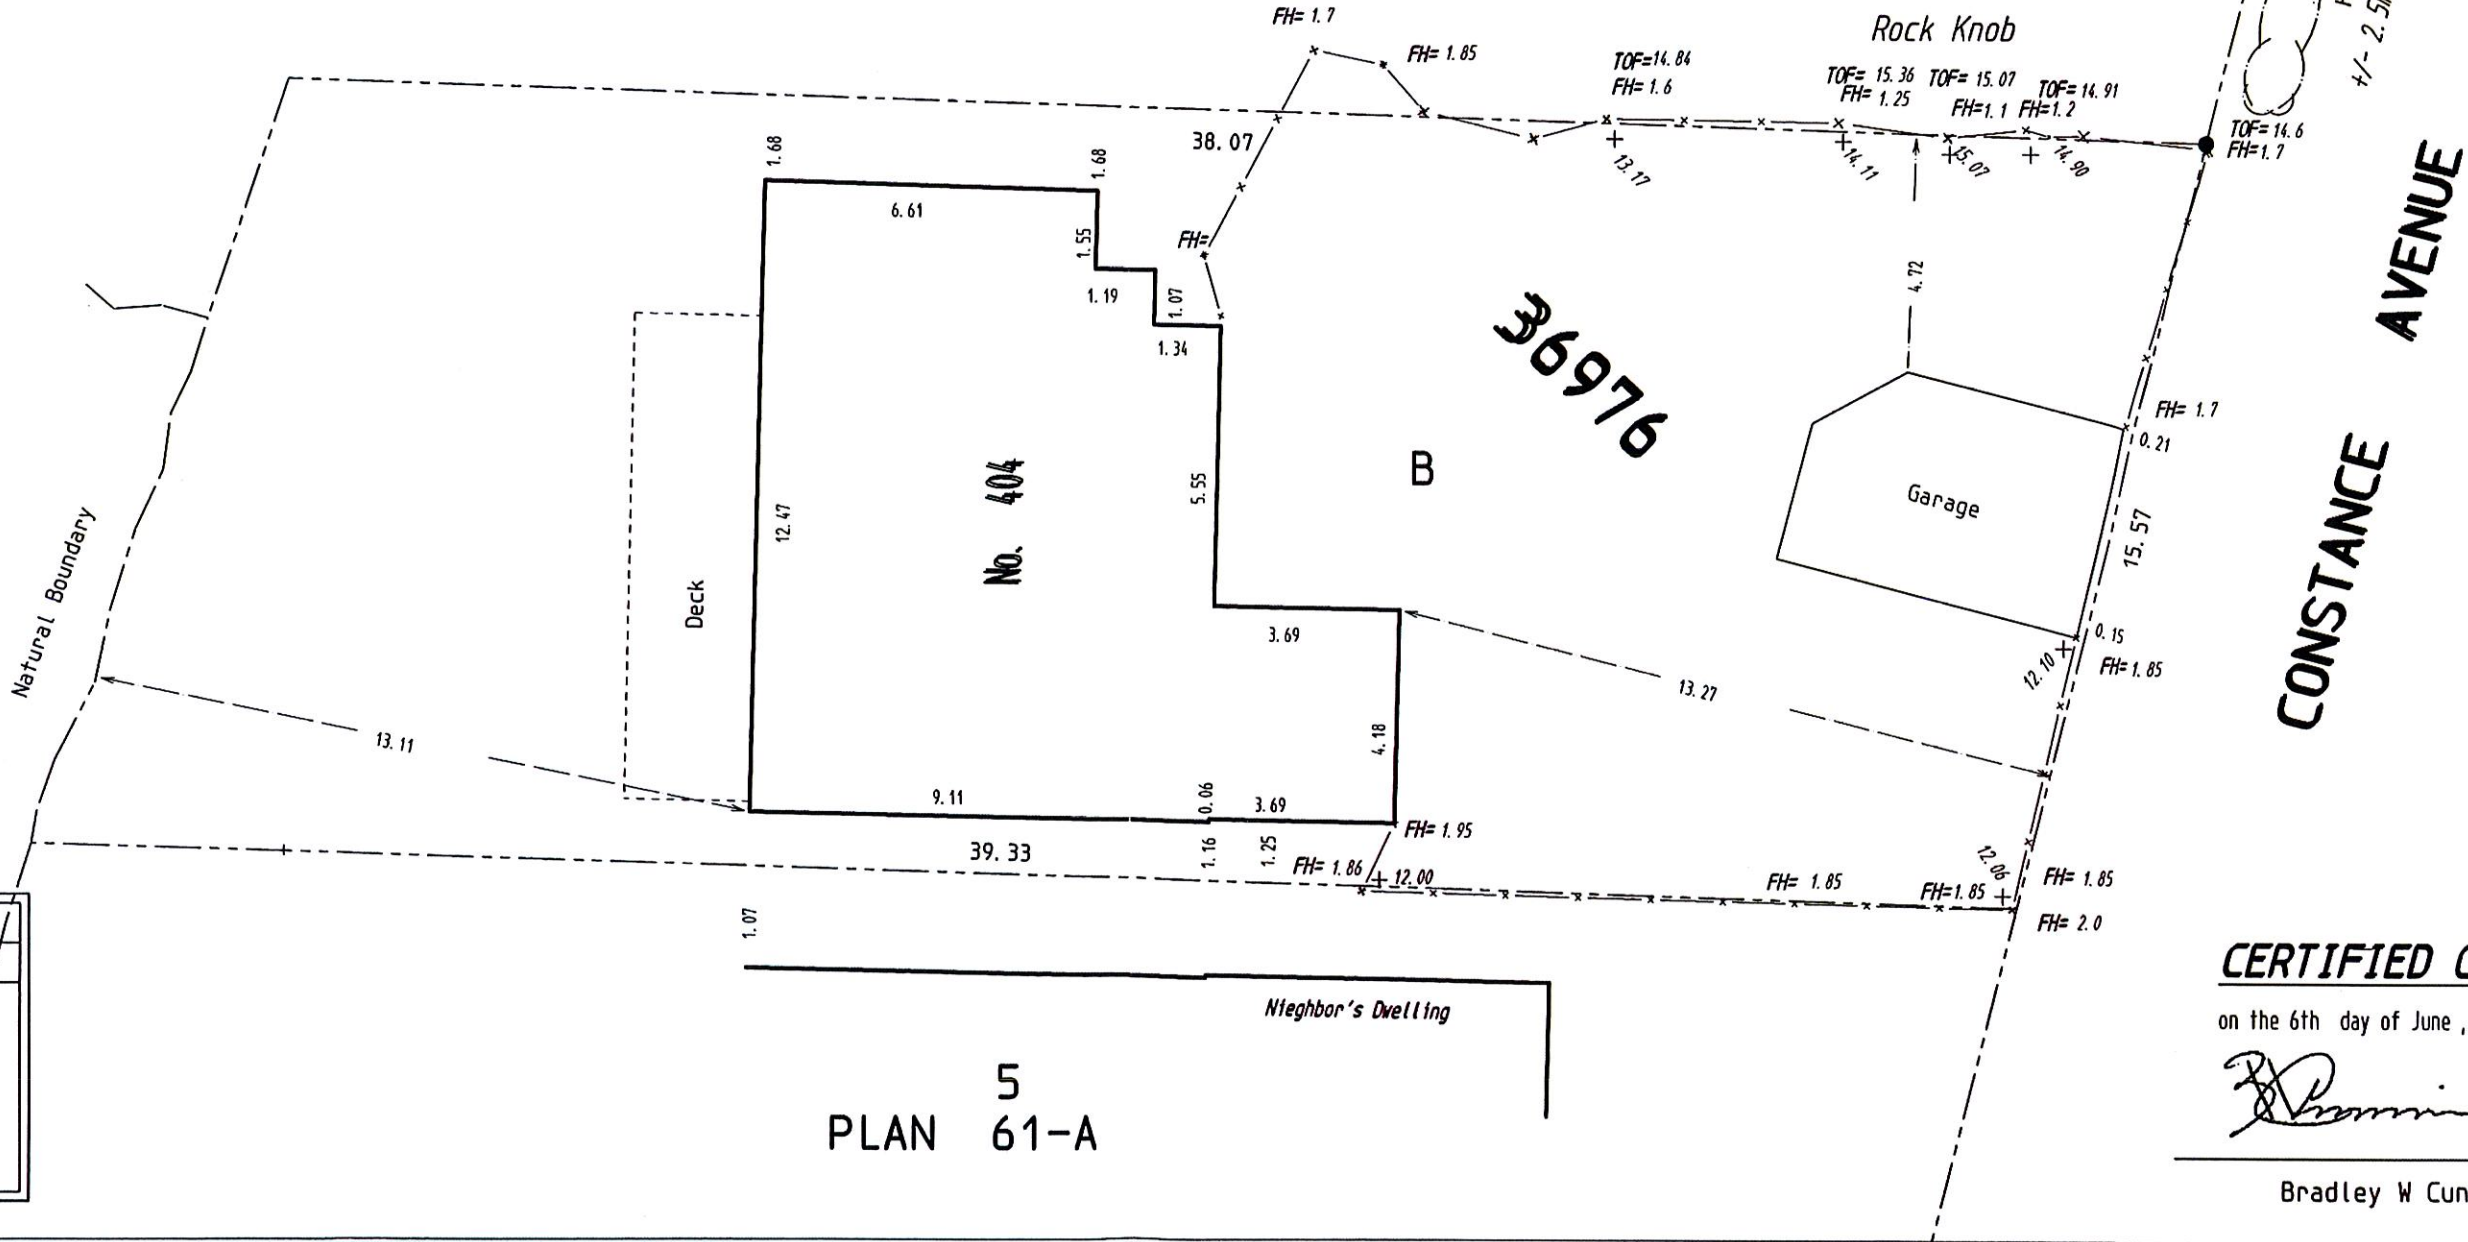 FH= 1.7
FH= 1.85
Rock Knob
TOF=14.84
FH= 1.6
TOF= 15.36
FH= 1.25
TOF= 15.07
FH=1.1
TOF=14.91
FH=1.2
TOF=14.6
FH=1.7
+/- 2.5
38.07
1.68
1.68
13.17
14.11
15.07
14.90
6.61
1.55
FH=
1.19
1.07
1.34
4.72
36976
AVENUE
CONSTANCE
FH= 1.7
0.21
B
No. 404
5.55
12.47
Garage
15.57
Natural Boundary
Deck
3.69
0.15
12.10
FH=1.85
13.27
13.11
4.18
9.11
0.06
3.69
FH= 1.95
39.33
1.16
1.25
FH= 1.86
12.00
FH= 1.85
FH=1.85
12.06
FH= 1.85
FH= 2.0
1.07
Nieghbor's Dwelling
5
PLAN 61-A
CERTIFIED C
on the 6th day of June ,
Bradley W Cun